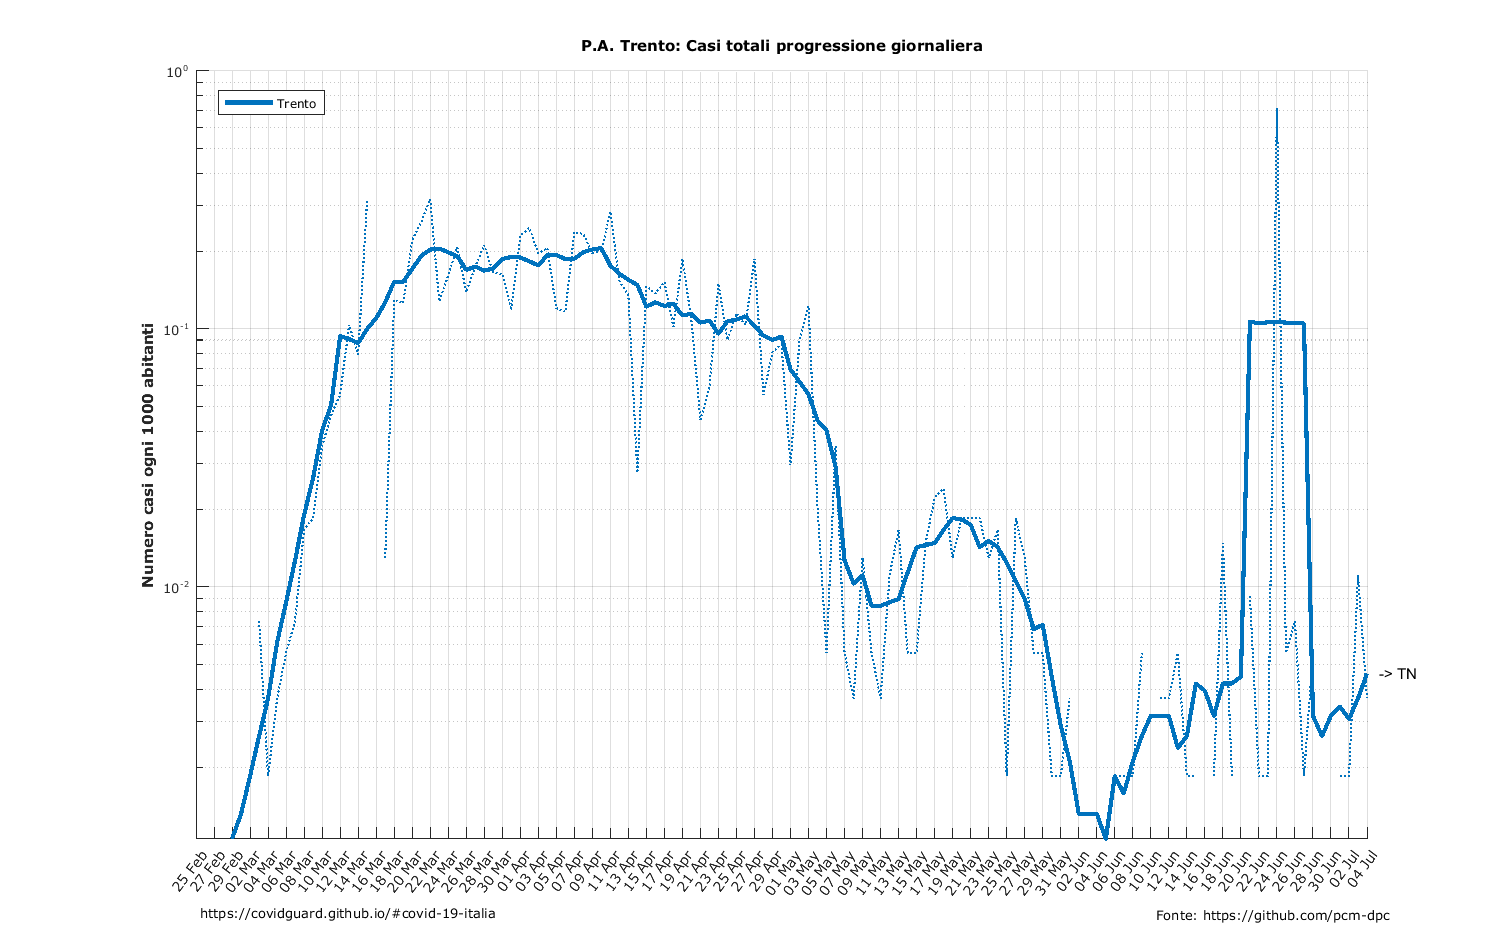 P.A. Trento: Casi totali progressione giornaliera
10⁰
Trento
10⁻¹
Numero casi ogni 1000 abitanti
10⁻²
-> TN
25 Feb
27 Feb
29 Feb
02 Mar
04 Mar
06 Mar
08 Mar
10 Mar
12 Mar
14 Mar
16 Mar
18 Mar
20 Mar
22 Mar
24 Mar
26 Mar
28 Mar
30 Mar
01 Apr
03 Apr
05 Apr
07 Apr
09 Apr
11 Apr
13 Apr
15 Apr
17 Apr
19 Apr
21 Apr
23 Apr
25 Apr
27 Apr
29 Apr
01 May
03 May
05 May
07 May
09 May
11 May
13 May
15 May
17 May
19 May
21 May
23 May
25 May
27 May
29 May
31 May
02 Jun
04 Jun
06 Jun
08 Jun
10 Jun
12 Jun
14 Jun
16 Jun
18 Jun
20 Jun
22 Jun
24 Jun
26 Jun
28 Jun
30 Jun
02 Jul
04 Jul
https://covidguard.github.io/#covid-19-italia
Fonte: https://github.com/pcm-dpc